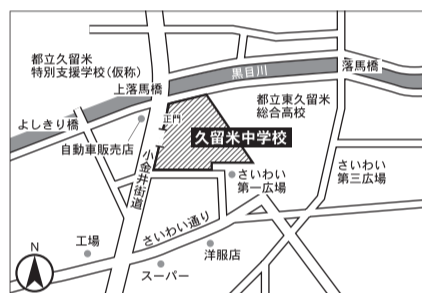 都立久留米
特別支援学校(仮称)
上落馬橋
黒目川
落馬橋
よしきり橋
正門
都立東久留米
総合高校
自動車販売店
久留米中学校
小金井街道
さいわい
第一広場
さいわい
第三広場
さいわい通り
工場
洋服店
スーパー
N